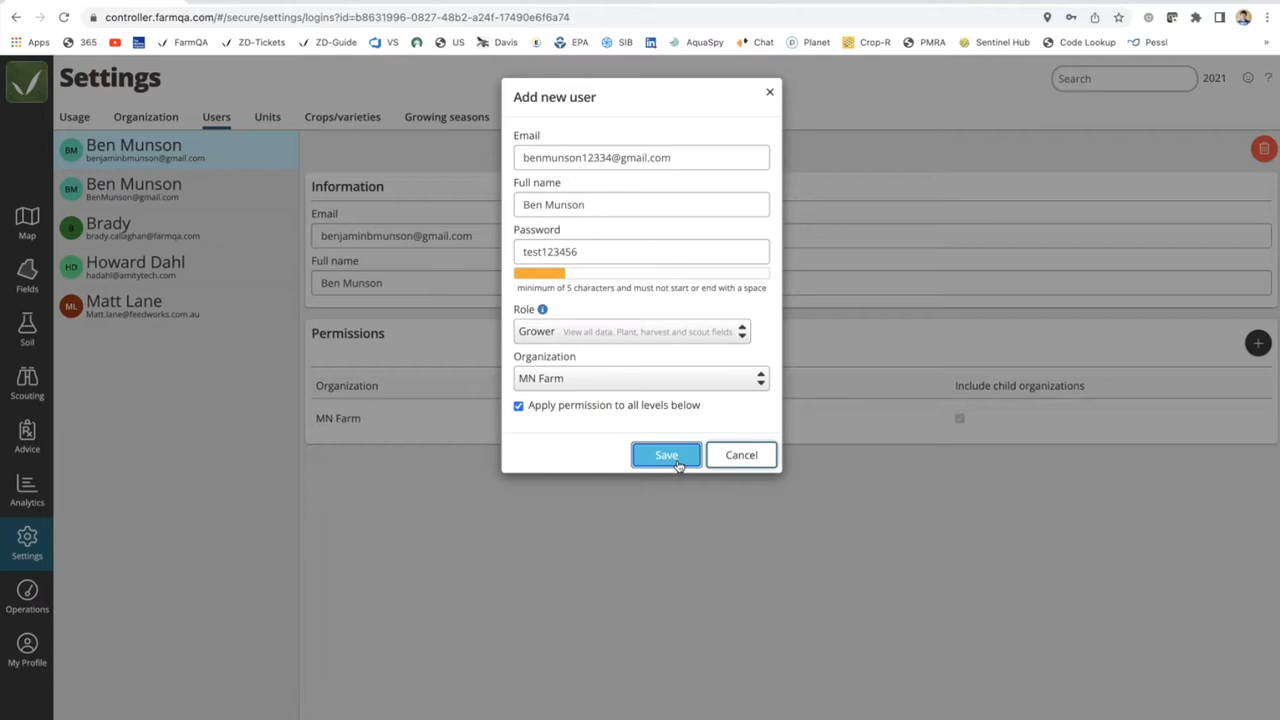 controller.farmqa.com/#/secure/settings/logins?id=b8631996-0827-48b2-a24f-17490e6f6a74
Apps 365 US FarmQA ZD-Tickets ZD-Guide VS US Davis EPA SIB AquaSpy Chat Planet Crop-R PMRA Sentinel Hub Code Lookup Pessl »
Settings
Search
2021
?
Usage Organization Users Units Crops/varieties Growing seasons
BM Ben Munson
benjaminbmunson@gmail.com
BM Ben Munson
BenMunson@gmail.com
B Brady
brady.callaghan@farmqa.com
HD Howard Dahl
hadahl@amitytech.com
ML Matt Lane
Matt.lane@feedworks.com.au
Map
Fields
Soil
Scouting
Advice
Analytics
Settings
Operations
My Profile
Information
Email
benjaminbmunson@gmail.com
Full name
Ben Munson
Permissions
Organization
Include child organizations
MN Farm
Add new user
Email
benmunson12334@gmail.com
Full name
Ben Munson
Password
test123456
minimum of 5 characters and must not start or end with a space
Role
Grower View all data. Plant, harvest and scout fields
Organization
MN Farm
Apply permission to all levels below
Save Cancel